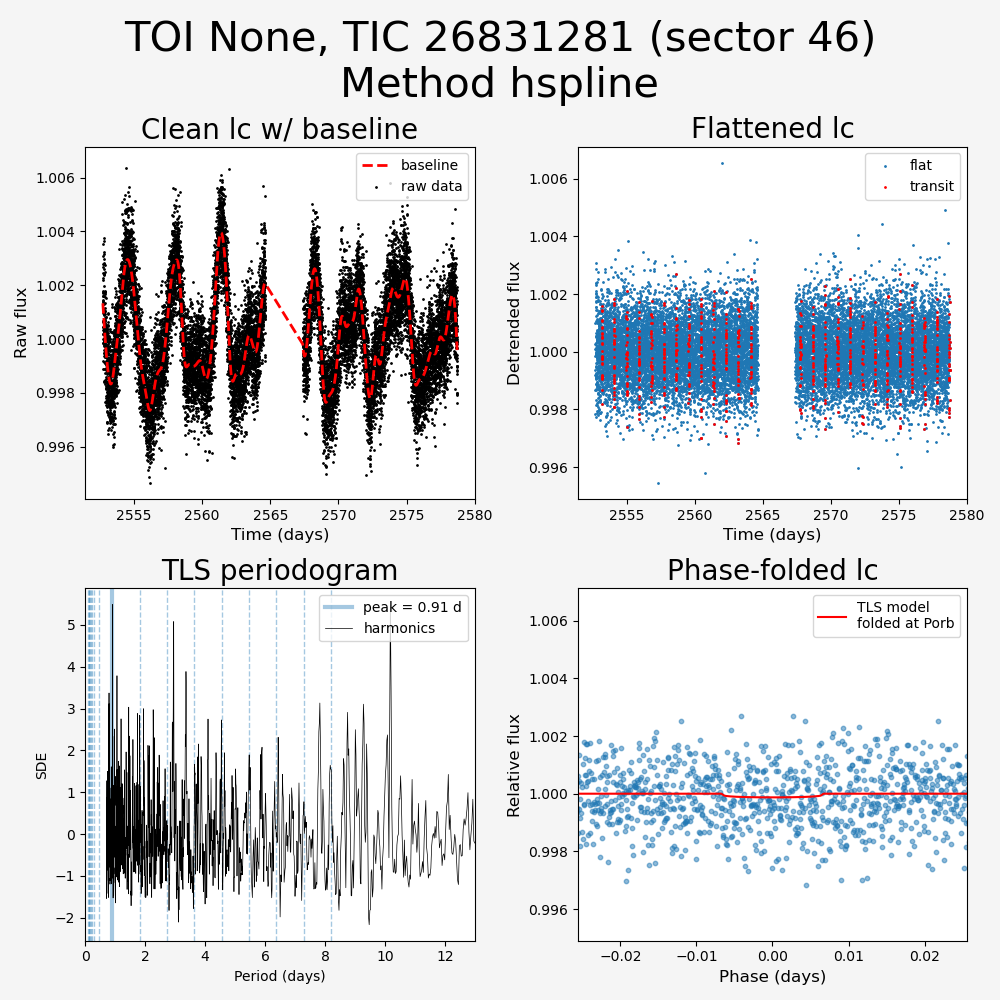 TOI None, TIC 26831281 (sector 46)
Method hspline
Clean lc w/ baseline
baseline
raw data
1.006
1.004
1.002
1.000
0.998
0.996
Raw flux
2555 2560 2565 2570 2575 2580
Time (days)
Flattened lc
flat
transit
1.006
1.004
1.002
1.000
0.998
0.996
Detrended flux
2555 2560 2565 2570 2575 2580
Time (days)
TLS periodogram
peak = 0.91 d
harmonics
5
4
3
2
1
0
−1
−2
SDE
0 2 4 6 8 10 12
Period (days)
Phase-folded lc
TLS model
folded at Porb
1.006
1.004
1.002
1.000
0.998
0.996
Relative flux
−0.02 −0.01 0.00 0.01 0.02
Phase (days)